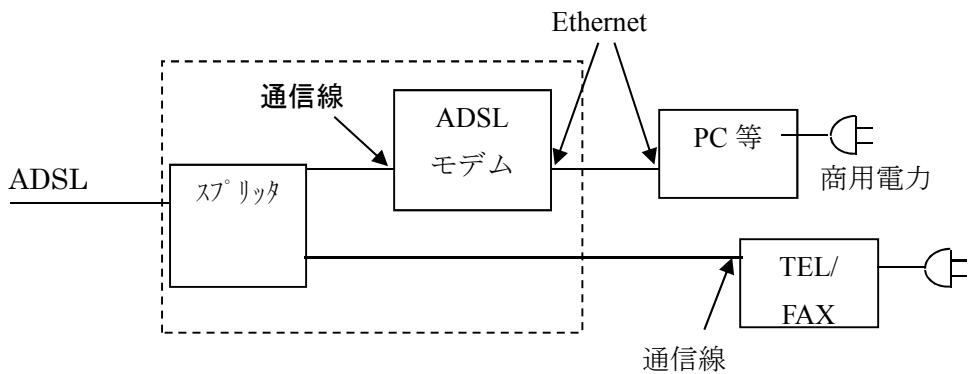 Ethernet
通信線
ADSL
モデム
PC 等
商用電力
ADSL
スプリッタ
TEL/
FAX
通信線